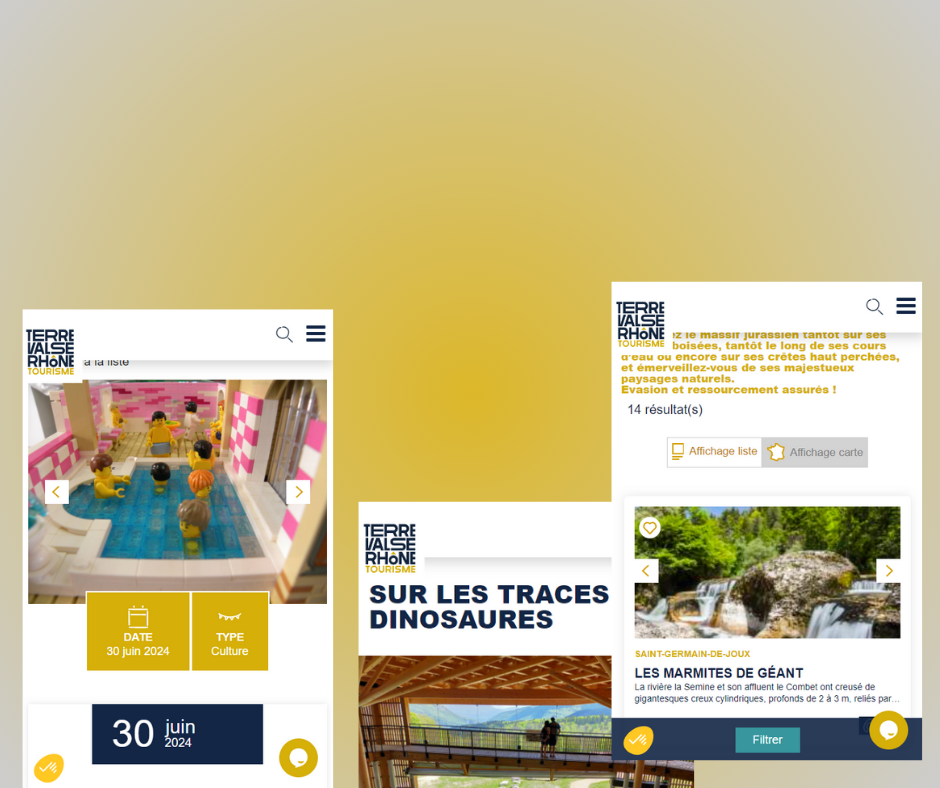 TERRE
VALSE
RHÔNE
TOURISME
à la liste
DATE
30 juin 2024
TYPE
Culture
30 juin
2024
TERRE
VALSE
RHÔNE
TOURISME
SUR LES TRACES
DINOSAURES
TERRE
VALSE
RHÔNE
TOURISME
ez le massif jurassien tantôt sur ses
boisées, tantôt le long de ses cours
d'eau ou encore sur ses crêtes haut perchées,
et émerveillez-vous de ses majestueux
paysages naturels.
Evasion et ressourcement assurés !
14 résultat(s)
Affichage liste
Affichage carte
SAINT-GERMAIN-DE-JOUX
LES MARMITES DE GÉANT
La rivière la Semine et son affluent le Combet ont creusé de
gigantesques creux cylindriques, profonds de 2 à 3 m, reliés par...
Filtrer